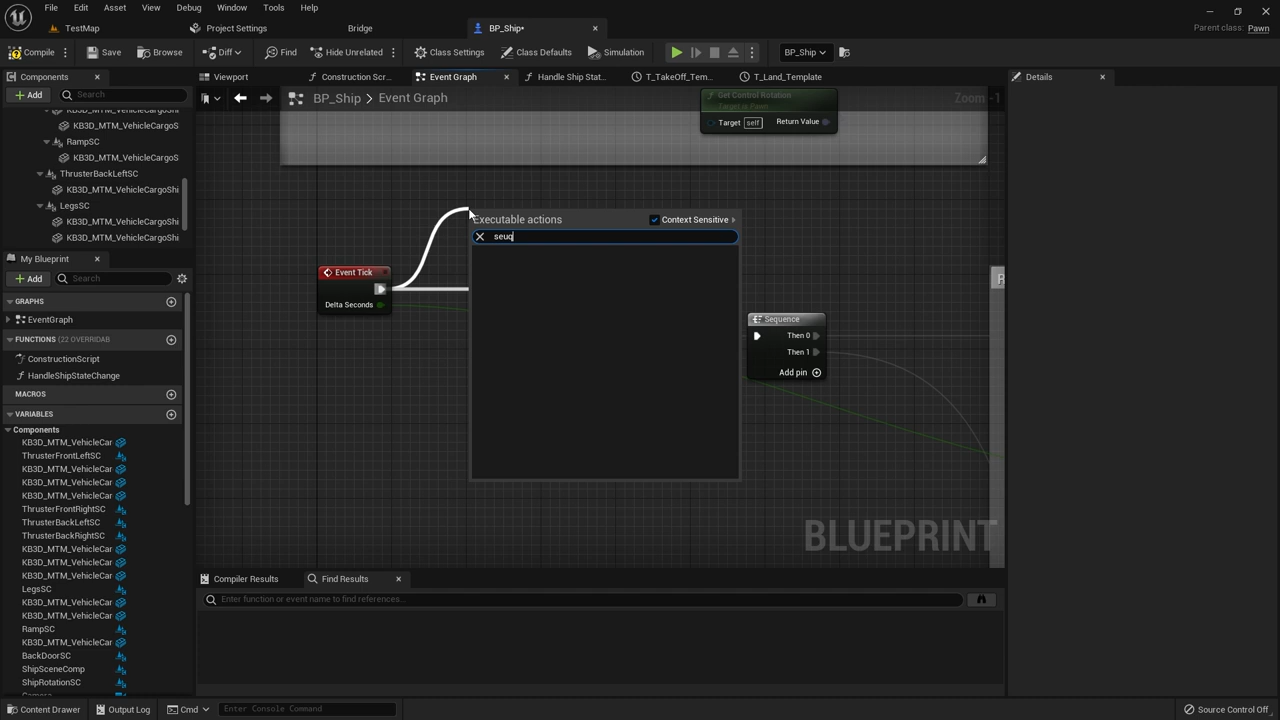 File Edit Asset View Debug Window Tools Help
TestMap Project Settings Bridge BP_Ship* Parent class: Pawn
Compile Save Browse Diff Find Hide Unrelated Class Settings Class Defaults Simulation BP_Ship
Components
Add Search
KB3D_MTM_VehicleCargoS
KB3D_MTM_VehicleCargoS
RampSC
KB3D_MTM_VehicleCargoS
ThrusterBackLeftSC
KB3D_MTM_VehicleCargoShi
LegsSC
KB3D_MTM_VehicleCargoShi
KB3D_MTM_VehicleCargoShi
My Blueprint
Add Search
GRAPHS
EventGraph
FUNCTIONS (22 OVERRIDAB
ConstructionScript
HandleShipStateChange
MACROS
VARIABLES
Components
KB3D_MTM_VehicleCar
ThrusterFrontLeftSC
KB3D_MTM_VehicleCar
KB3D_MTM_VehicleCar
KB3D_MTM_VehicleCar
ThrusterFrontRightSC
ThrusterBackLeftSC
ThrusterBackRightSC
KB3D_MTM_VehicleCar
KB3D_MTM_VehicleCar
KB3D_MTM_VehicleCar
LegsSC
KB3D_MTM_VehicleCar
KB3D_MTM_VehicleCar
RampSC
KB3D_MTM_VehicleCar
BackDoorSC
ShipSceneComp
ShipRotationSC
Camera
Viewport Construction Scr... Event Graph Handle Ship Stat... T_TakeOff_Tem... T_Land_Template
BP_Ship > Event Graph Zoom -1
Get Control Rotation
Target is Pawn
Target self Return Value
Executable actions Context Sensitive
seuq
Event Tick
Delta Seconds
Sequence
Then 0
Then 1
Add pin
BLUEPRINT
Compiler Results Find Results
Enter function or event name to find references...
Details
Content Drawer Output Log Cmd Enter Console Command Source Control Off